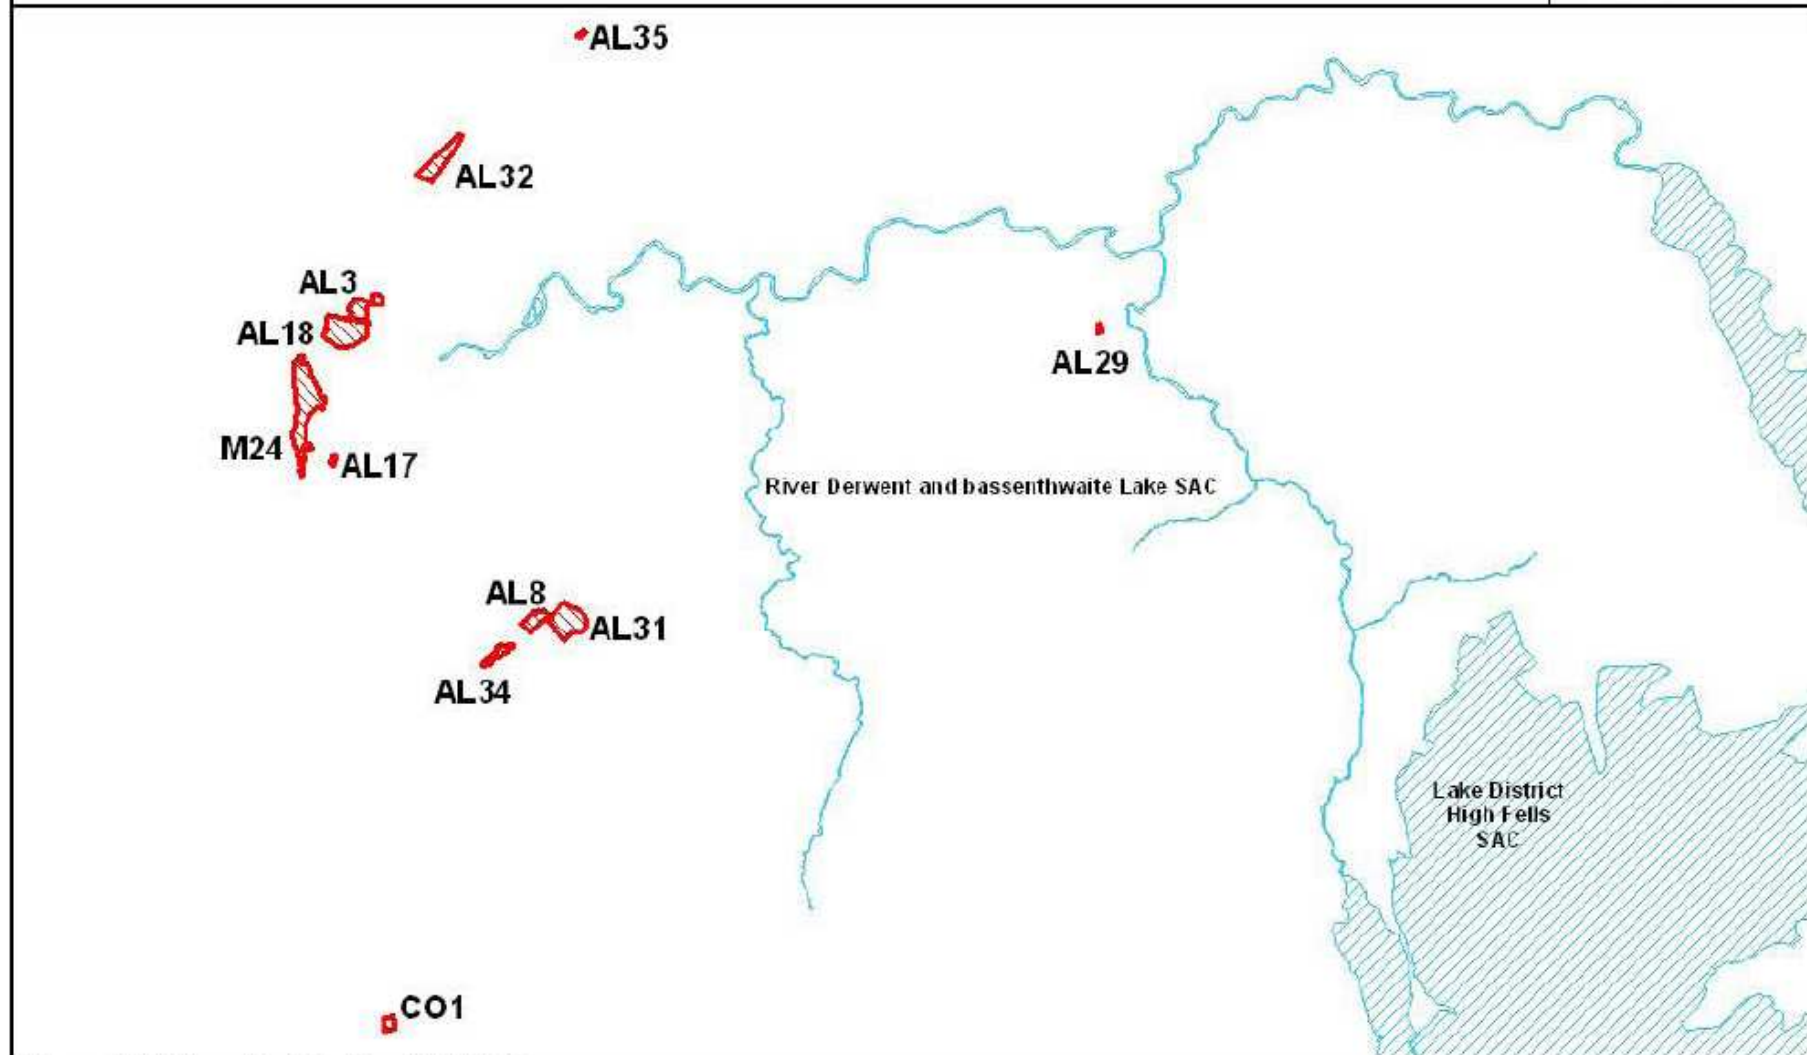 AL35
AL32
AL3
AL18
AL29
M24
AL17
River Derwent and bassenthwaite Lake SAC
AL8
AL31
AL34
Lake District
High Fells
SAC
CO1